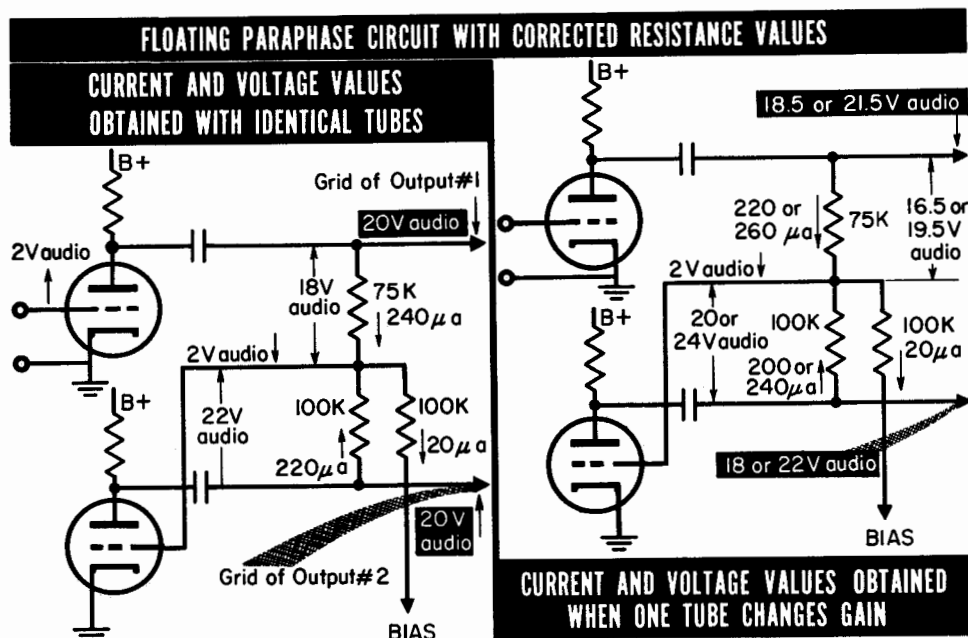 FLOATING PARAPHASE CIRCUIT WITH CORRECTED RESISTANCE VALUES
CURRENT AND VOLTAGE VALUES
OBTAINED WITH IDENTICAL TUBES
B+
Grid of Output#1
20V audio
2V audio
18V
audio
75K
240µa
2V audio
B+
22V
audio
100K
220µa
100K
20µa
20V
audio
Grid of Output#2
BIAS
B+
18.5 or 21.5V audio
220 or
260 µa
75K
16.5 or
19.5V
audio
2V audio
B+
20 or
24V audio
100K
200 or
240µa
100K
20µa
18 or 22V audio
BIAS
CURRENT AND VOLTAGE VALUES OBTAINED
WHEN ONE TUBE CHANGES GAIN